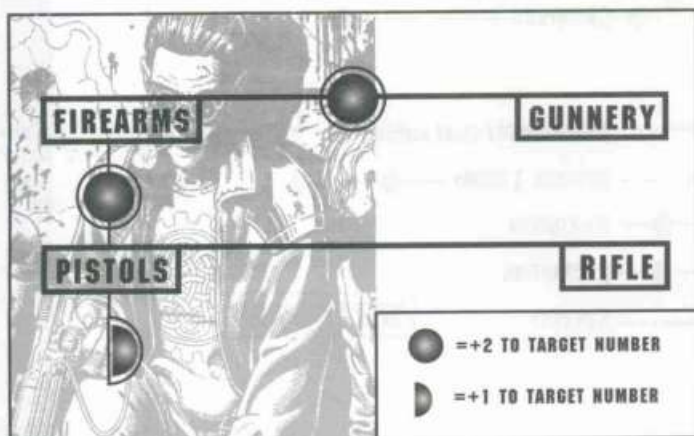 FIREARMS
GUNNERY
PISTOLS
RIFLE
=+2 TO TARGET NUMBER
=+1 TO TARGET NUMBER